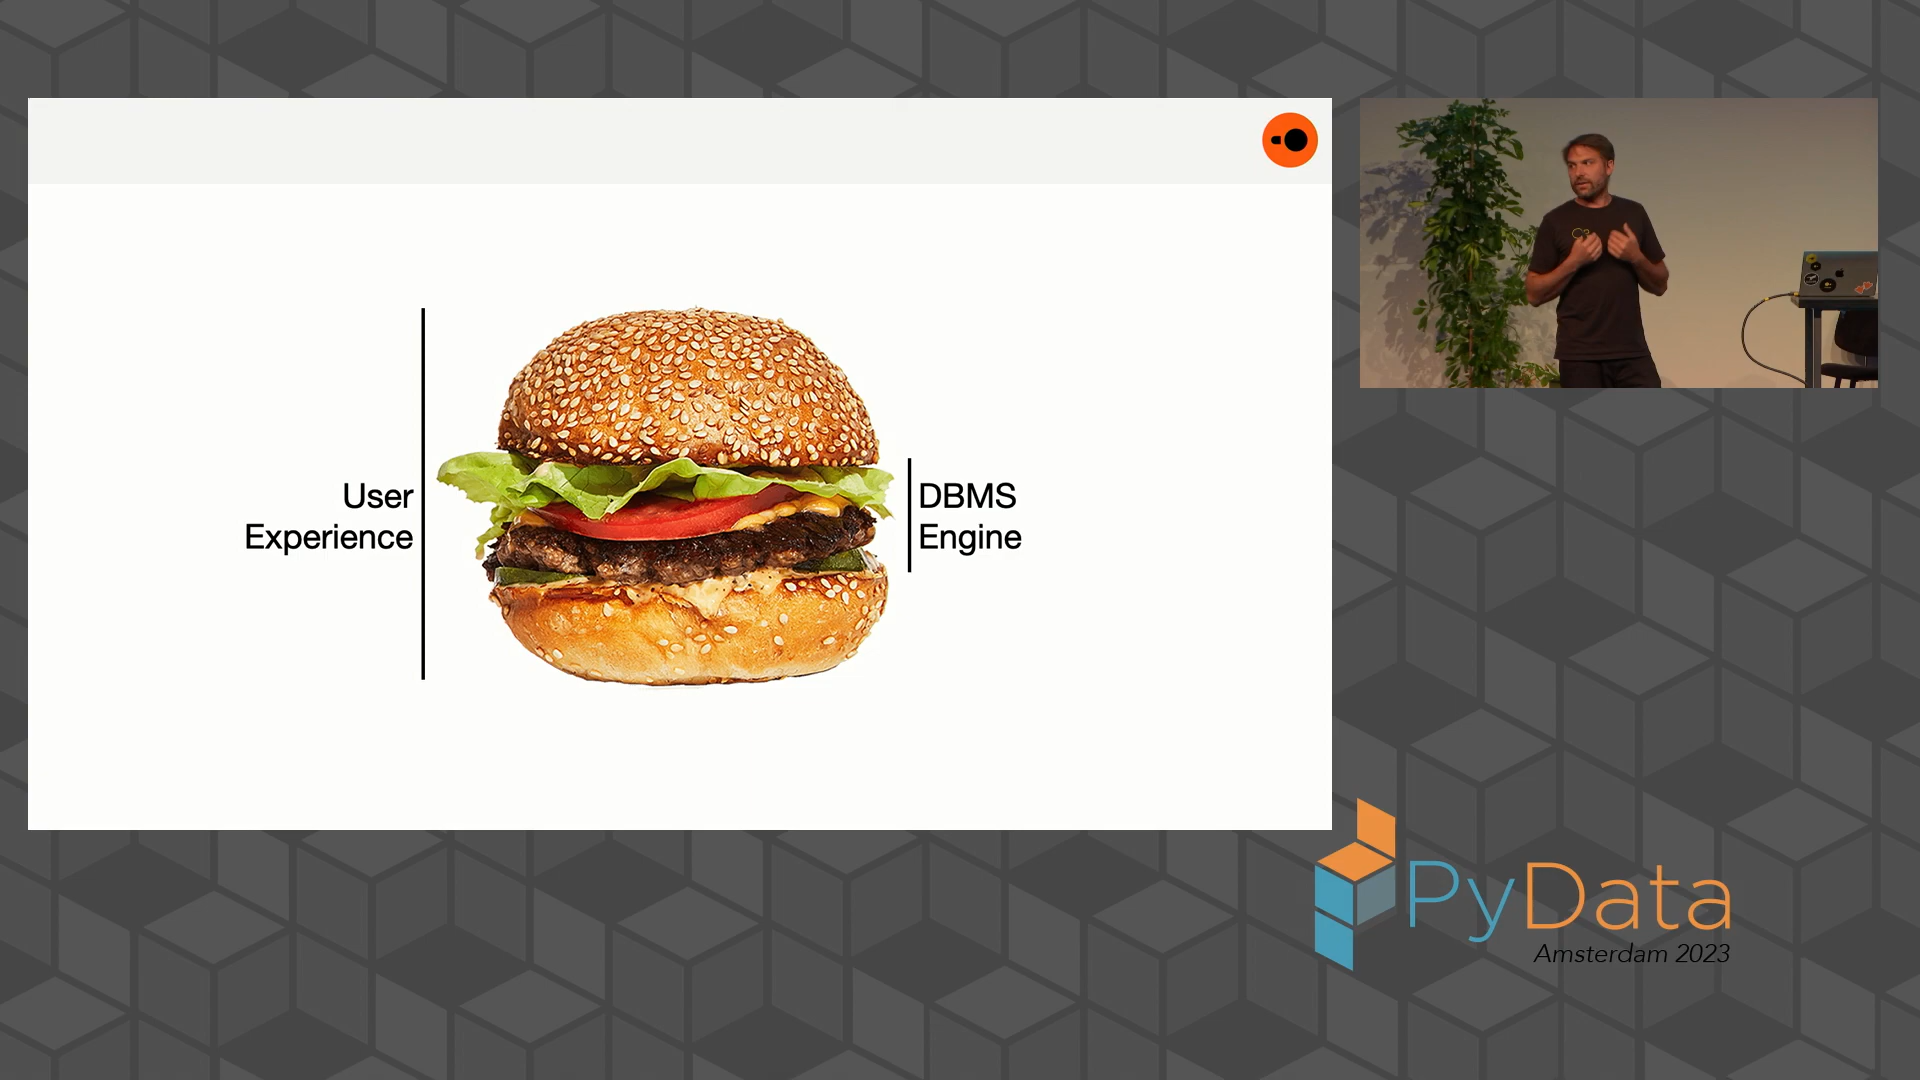 User
Experience
DBMS
Engine
PyData
Amsterdam 2023